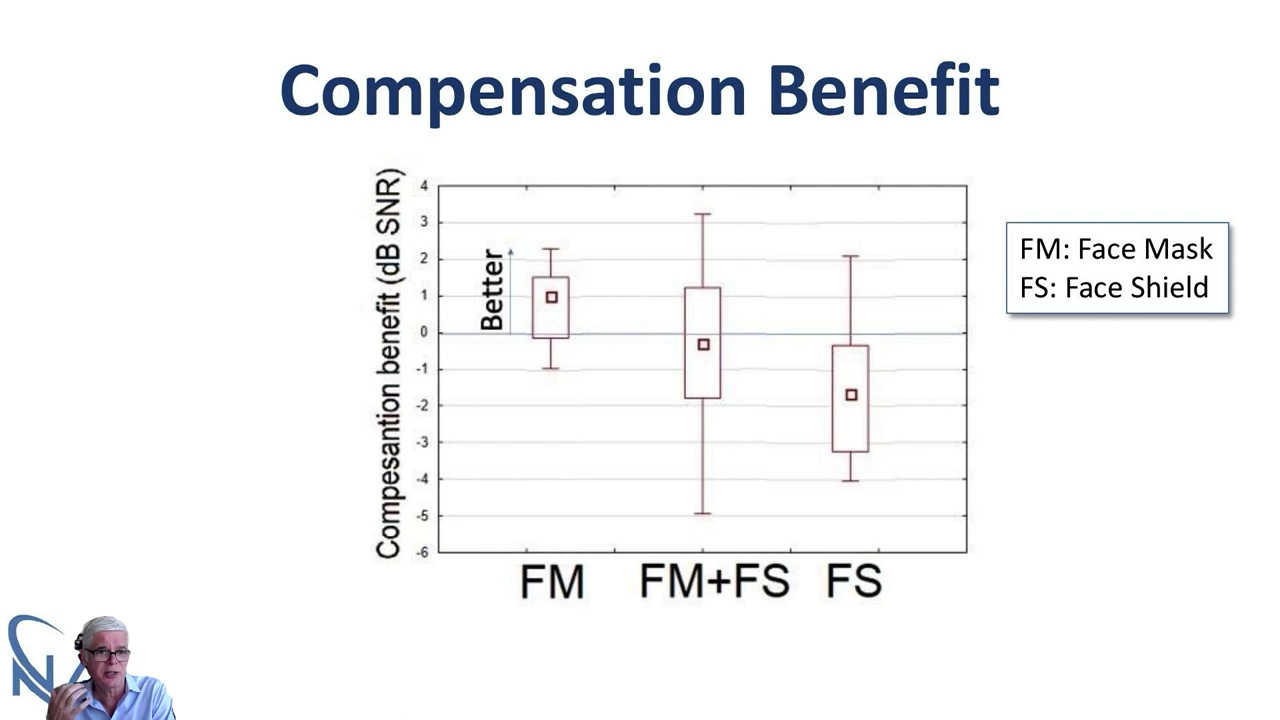 Compensation Benefit
Compesantion benefit (dB SNR)
4
3
2
1
0
-1
-2
-3
-4
-5
-6
Better
FM
FM+FS
FS
FM: Face Mask
FS: Face Shield